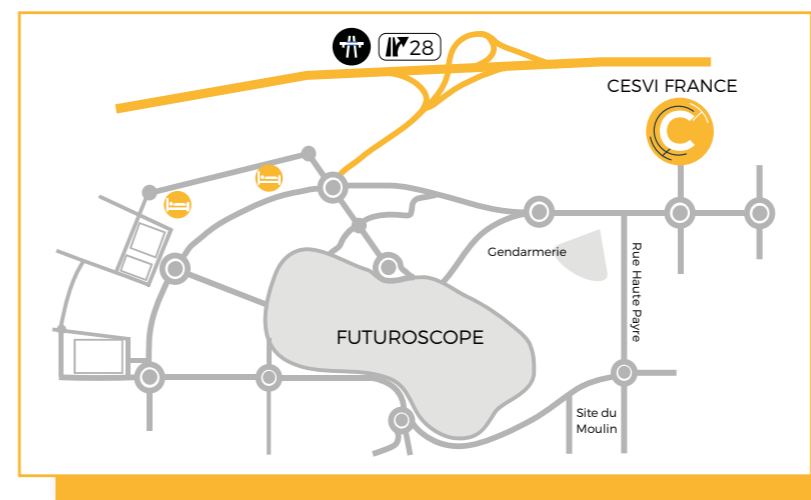 28
CESVI FRANCE
C
Gendarmerie
Rue Haute Payre
FUTUROSCOPE
Site du
Moulin